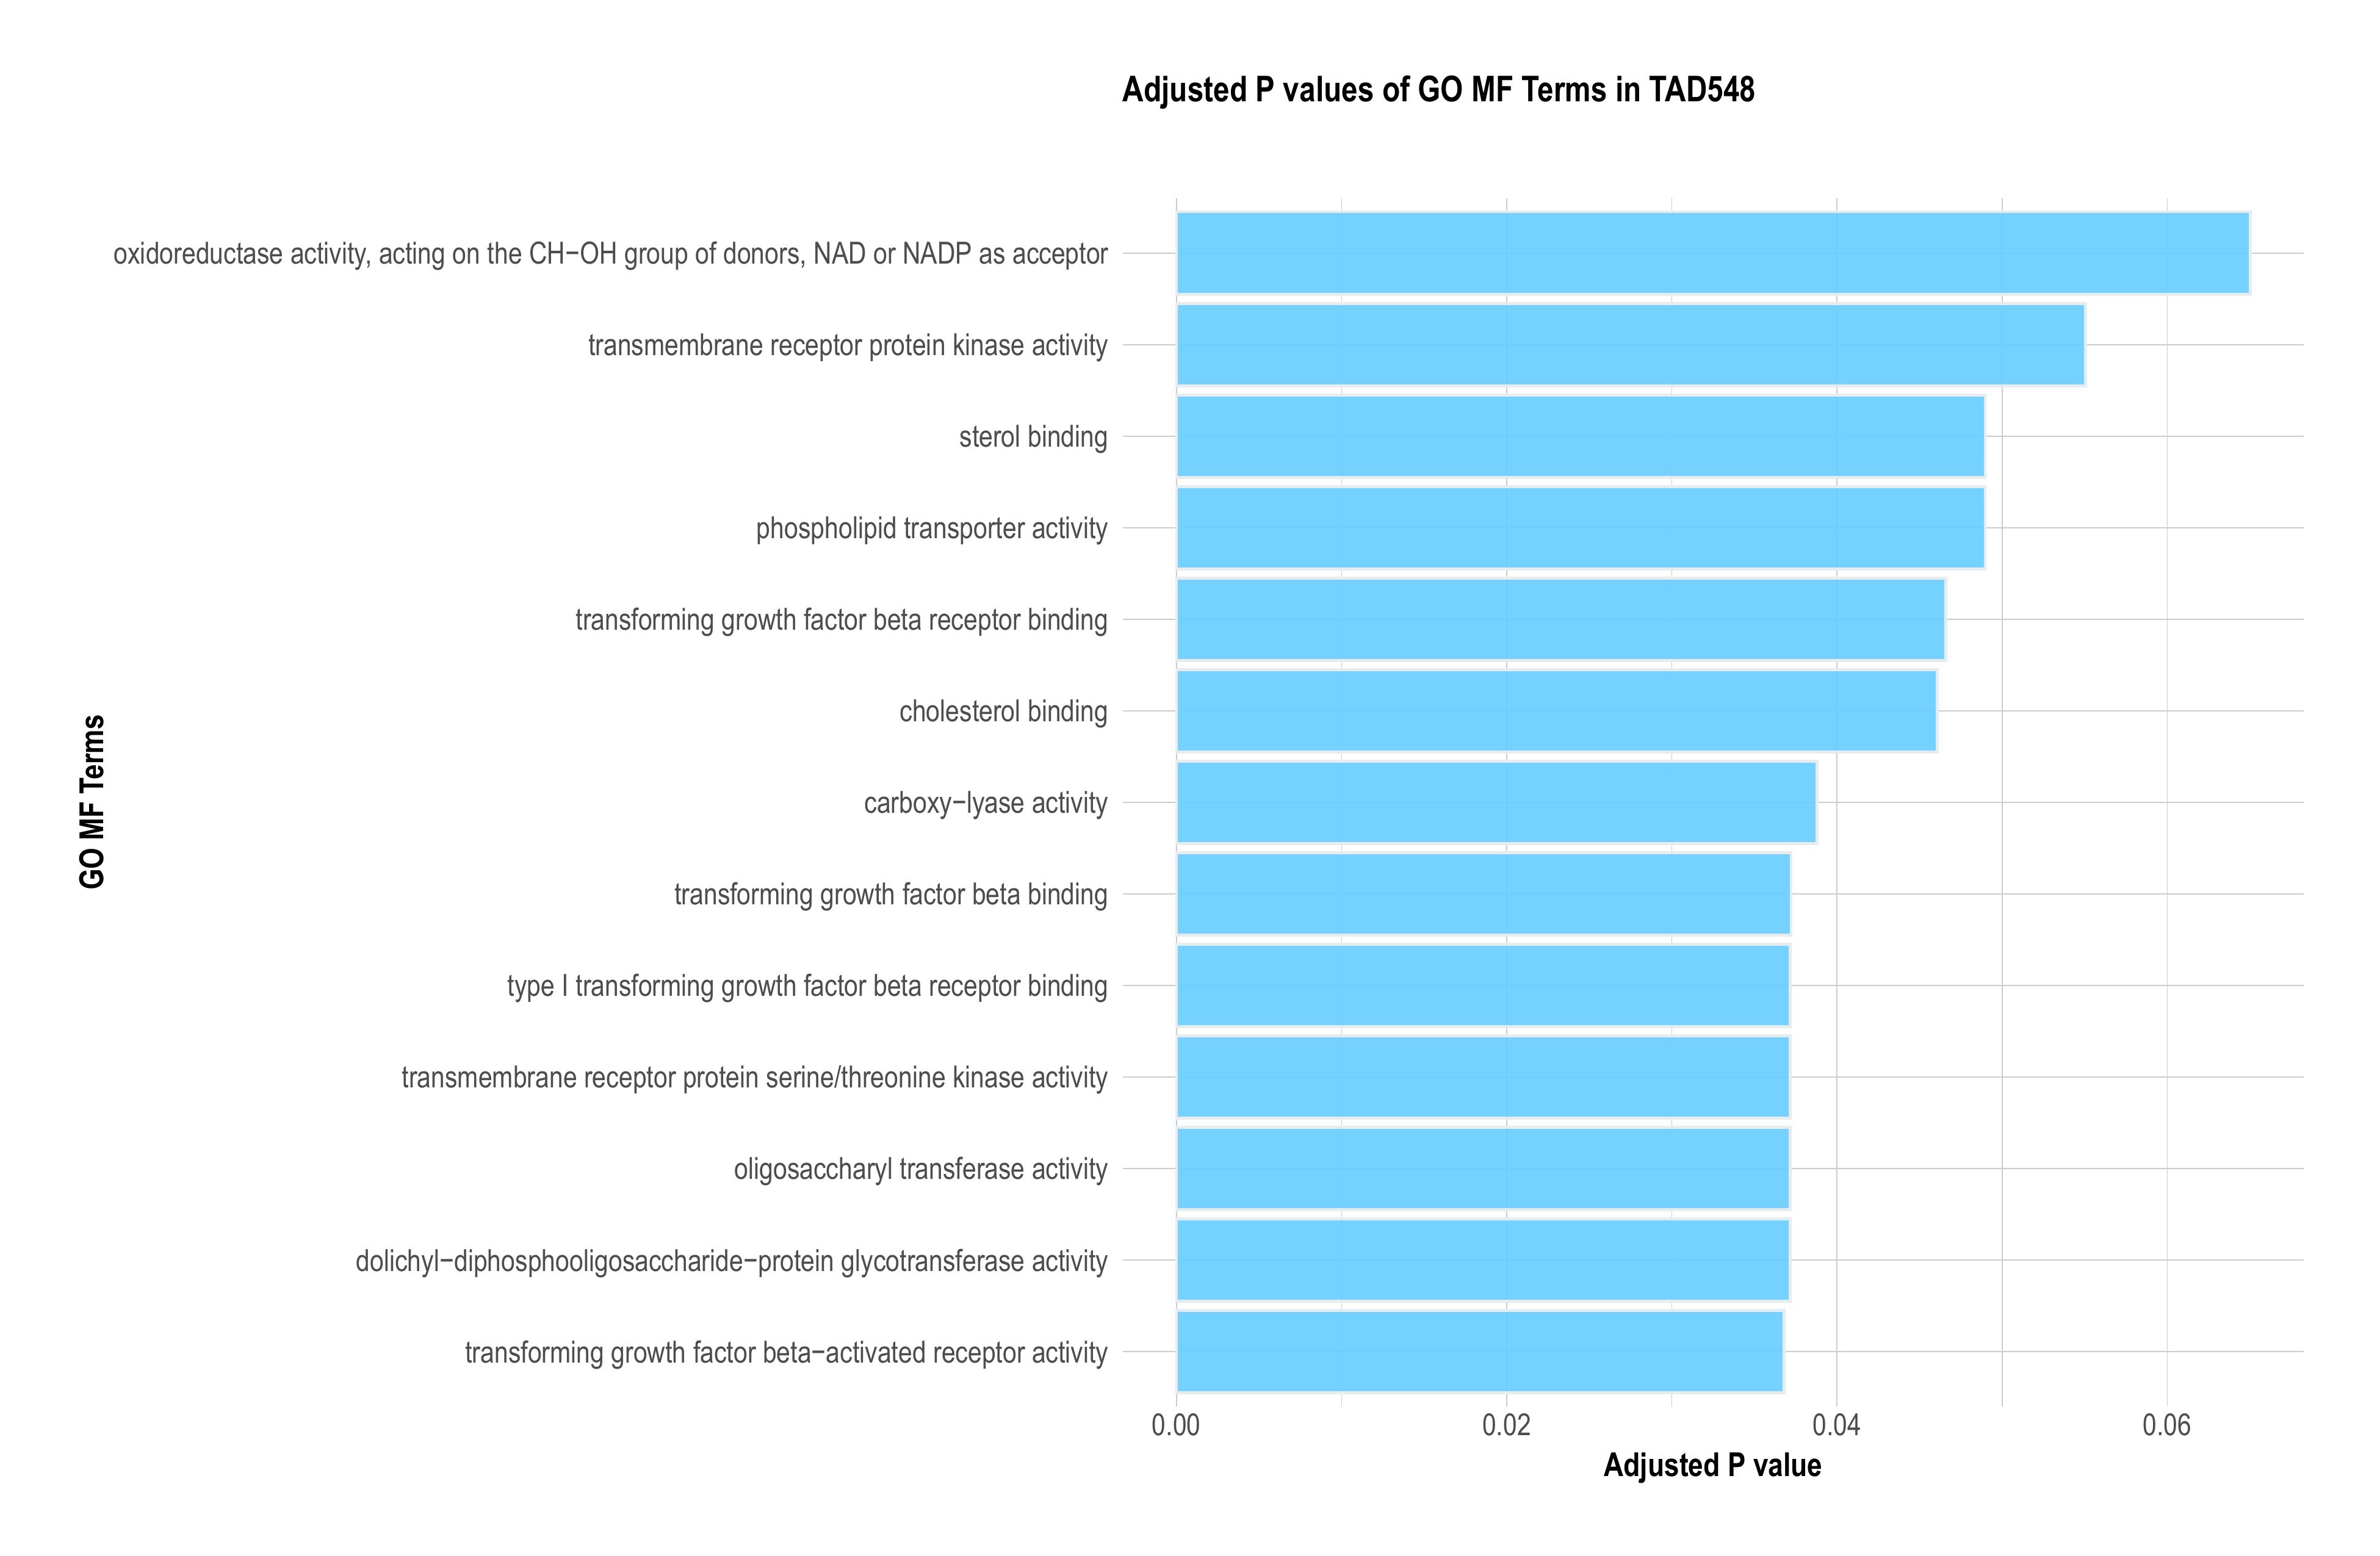 Adjusted P values of GO MF Terms in TAD548
oxidoreductase activity, acting on the CH−OH group of donors, NAD or NADP as acceptor
transmembrane receptor protein kinase activity
sterol binding
phospholipid transporter activity
transforming growth factor beta receptor binding
cholesterol binding
carboxy−lyase activity
transforming growth factor beta binding
type I transforming growth factor beta receptor binding
transmembrane receptor protein serine/threonine kinase activity
oligosaccharyl transferase activity
dolichyl−diphosphooligosaccharide−protein glycotransferase activity
transforming growth factor beta−activated receptor activity
GO MF Terms
0.00 0.02 0.04 0.06
Adjusted P value